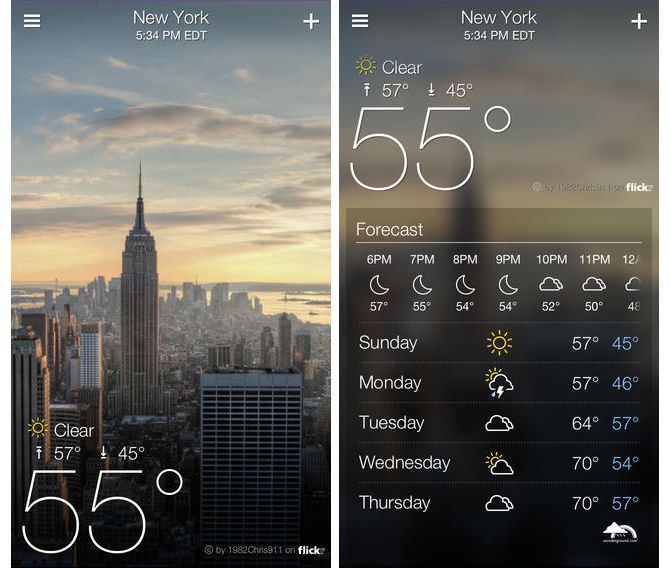 New York
5:34 PM EDT
Clear
57° 45°
55°
© by 1982Chris911 on flickr
New York
5:34 PM EDT
Clear
57° 45°
55°
© by 1982Chris911 on flickr
Forecast
6PM 7PM 8PM 9PM 10PM 11PM 12A
57° 55° 54° 54° 52° 50° 48
Sunday 57° 45°
Monday 57° 46°
Tuesday 64° 57°
Wednesday 70° 54°
Thursday 70° 57°
wunderground.com